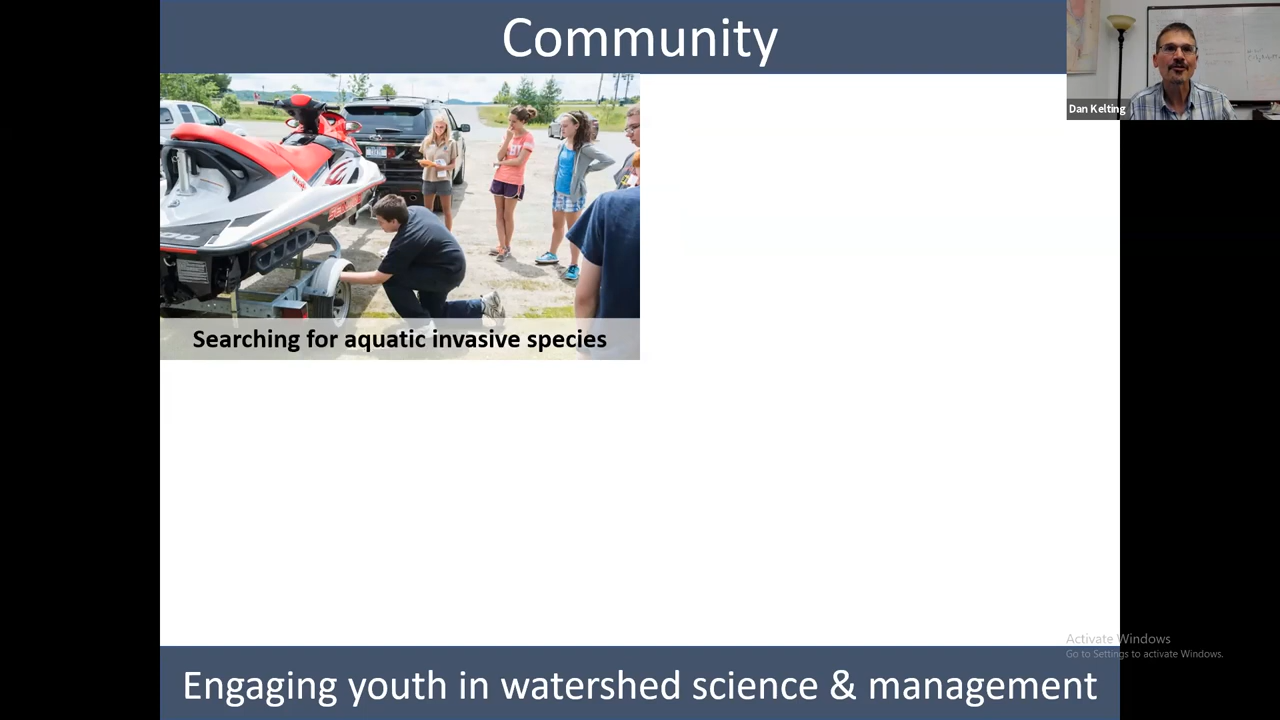 Community
Dan Kelting
Searching for aquatic invasive species
Activate Windows
Go to Settings to activate Windows.
Engaging youth in watershed science & management